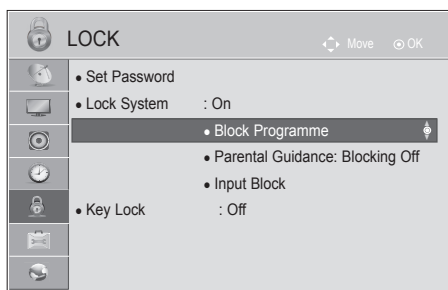 LOCK
Move OK
• Set Password
• Lock System : On
• Block Programme
• Parental Guidance: Blocking Off
• Input Block
• Key Lock : Off